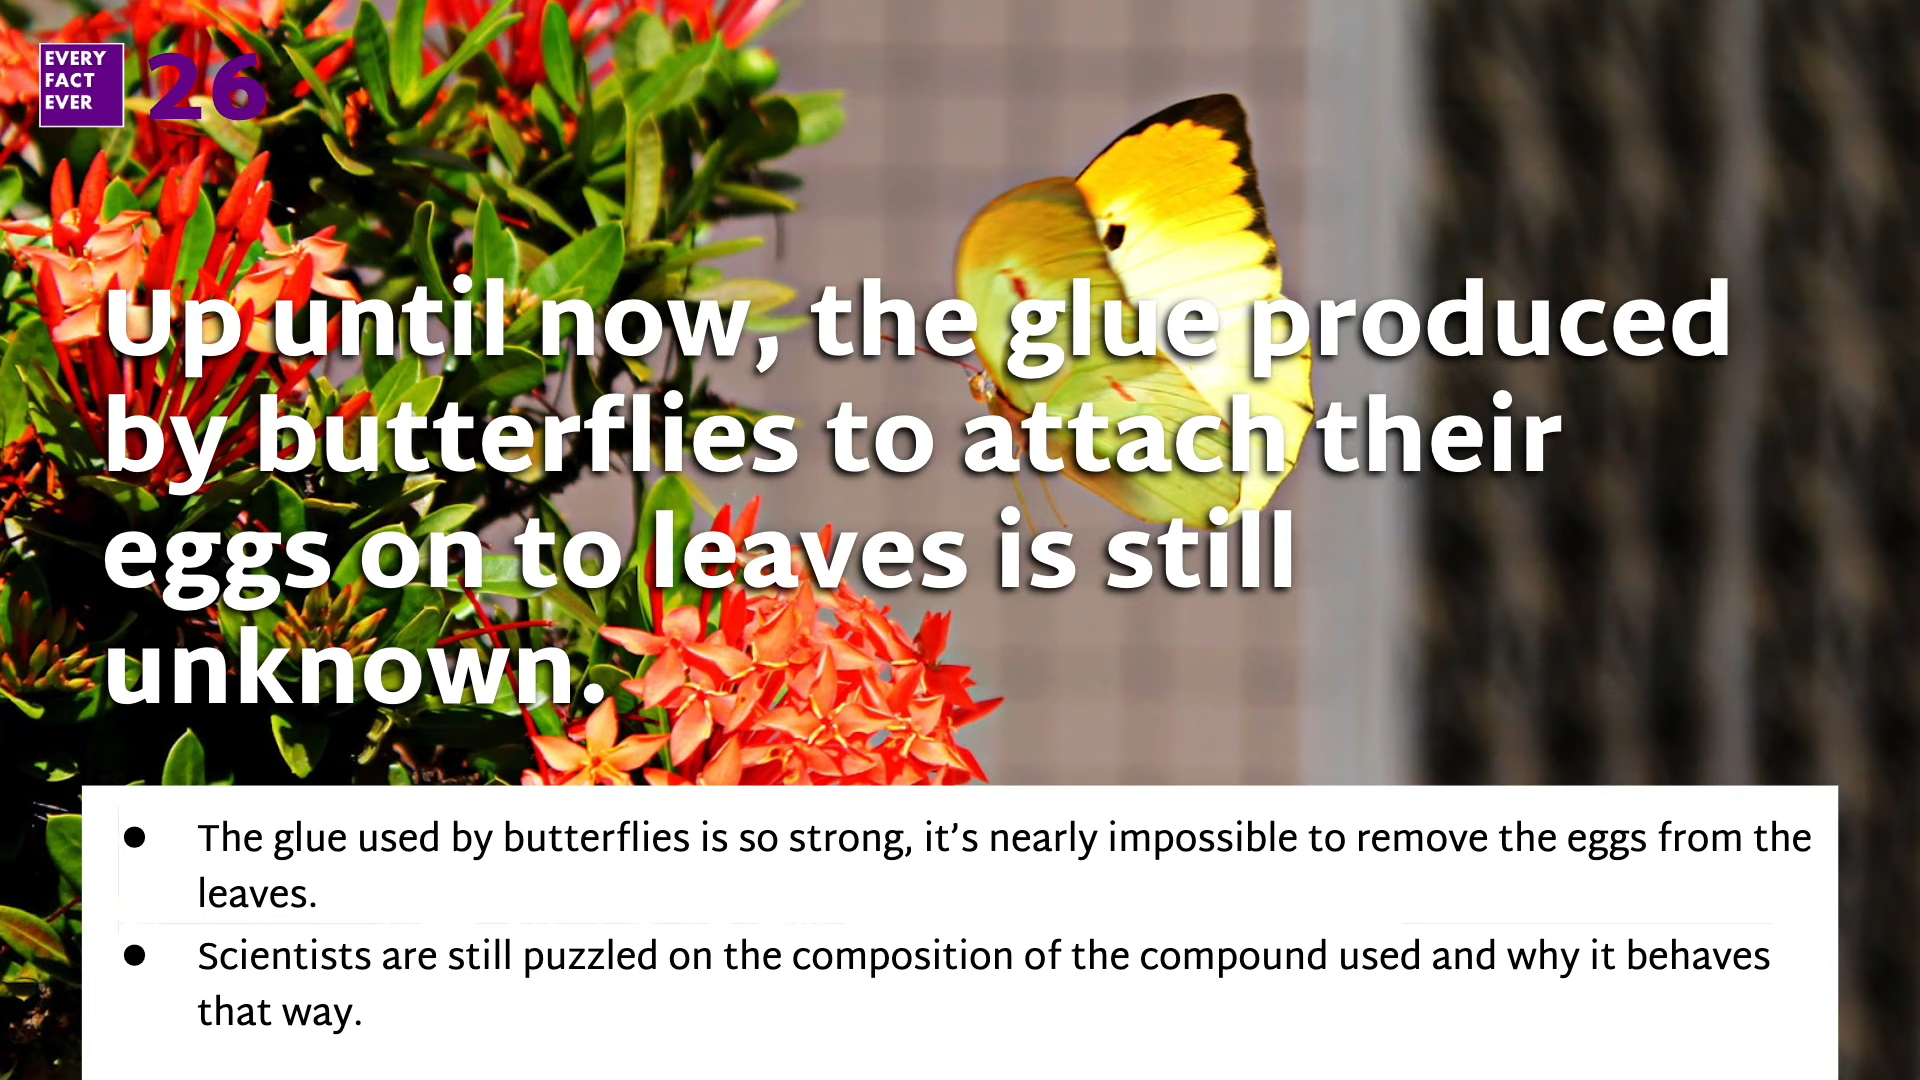 EVERY
FACT
EVER
26
Up until now, the glue produced
by butterflies to attach their
eggs on to leaves is still
unknown.
● The glue used by butterflies is so strong, it’s nearly impossible to remove the eggs from the
leaves.
● Scientists are still puzzled on the composition of the compound used and why it behaves
that way.